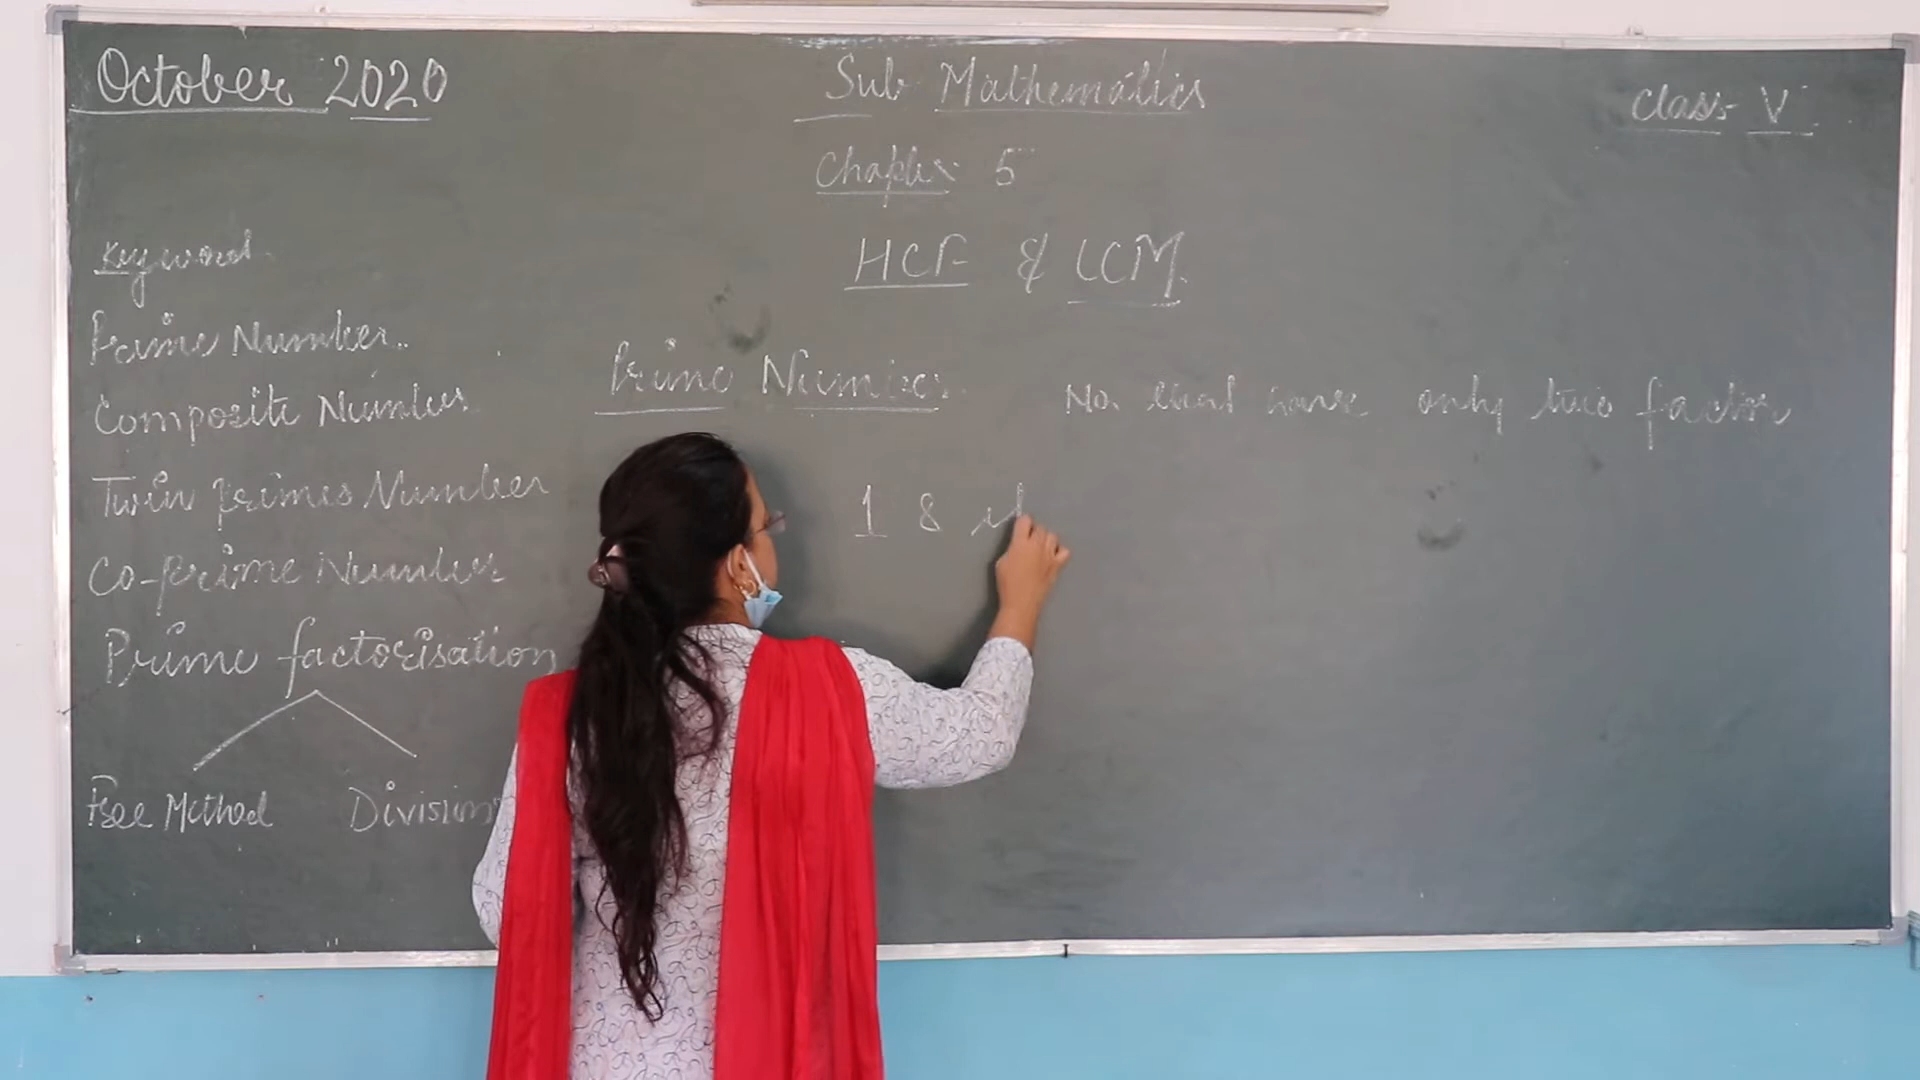 October 2020
Sub Mathematics
Class V
Chapter 5
HCF & LCM
Keyword
Prime Number
Composite Number
Twin primes Number
Co-prime Number
Prime factorisation
Tree Method Division
Prime Number No. that have only two factor
1 &